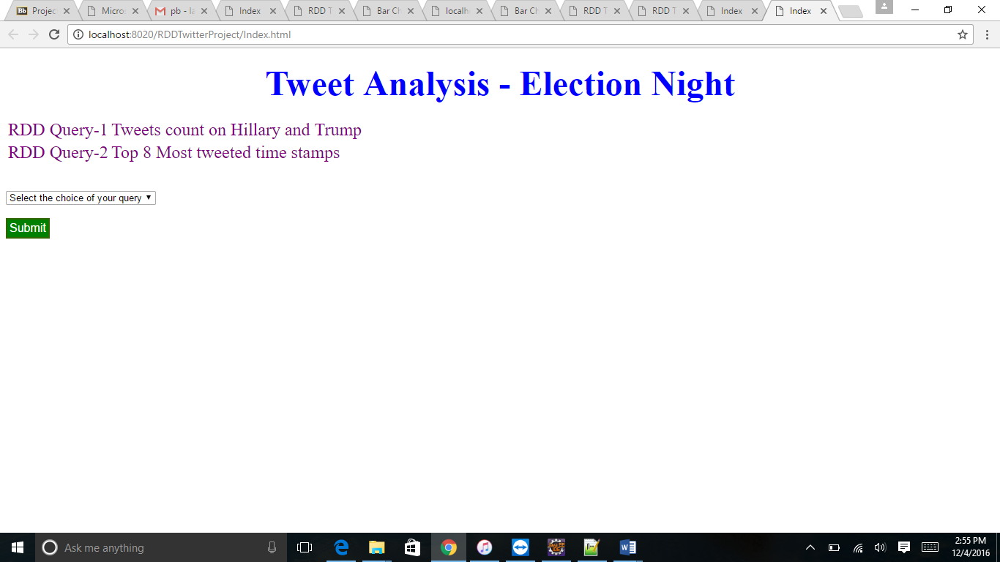 Projec
Micros
pb - la
Index
RDD T
Bar Ch
localh
Bar Ch
RDD T
RDD T
Index
Index
localhost:8020/RDDTwitterProject/Index.html
Tweet Analysis - Election Night
RDD Query-1 Tweets count on Hillary and Trump
RDD Query-2 Top 8 Most tweeted time stamps
Select the choice of your query
Submit
Ask me anything
2:55 PM
12/4/2016